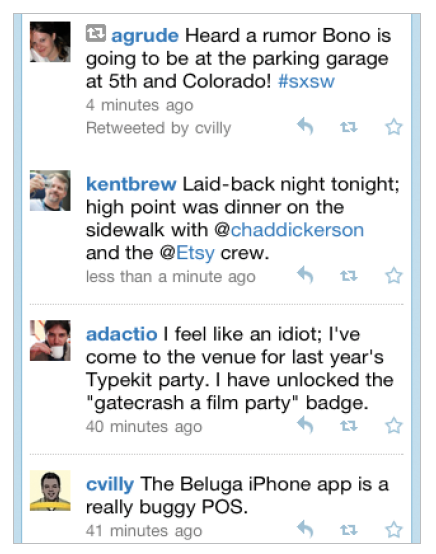 agrude Heard a rumor Bono is
going to be at the parking garage
at 5th and Colorado! #sxsw
4 minutes ago
Retweeted by cvilly
kentbrew Laid-back night tonight;
high point was dinner on the
sidewalk with @chaddickerson
and the @Etsy crew.
less than a minute ago
adactio I feel like an idiot; I've
come to the venue for last year's
Typekit party. I have unlocked the
"gatecrash a film party" badge.
40 minutes ago
cvilly The Beluga iPhone app is a
really buggy POS.
41 minutes ago